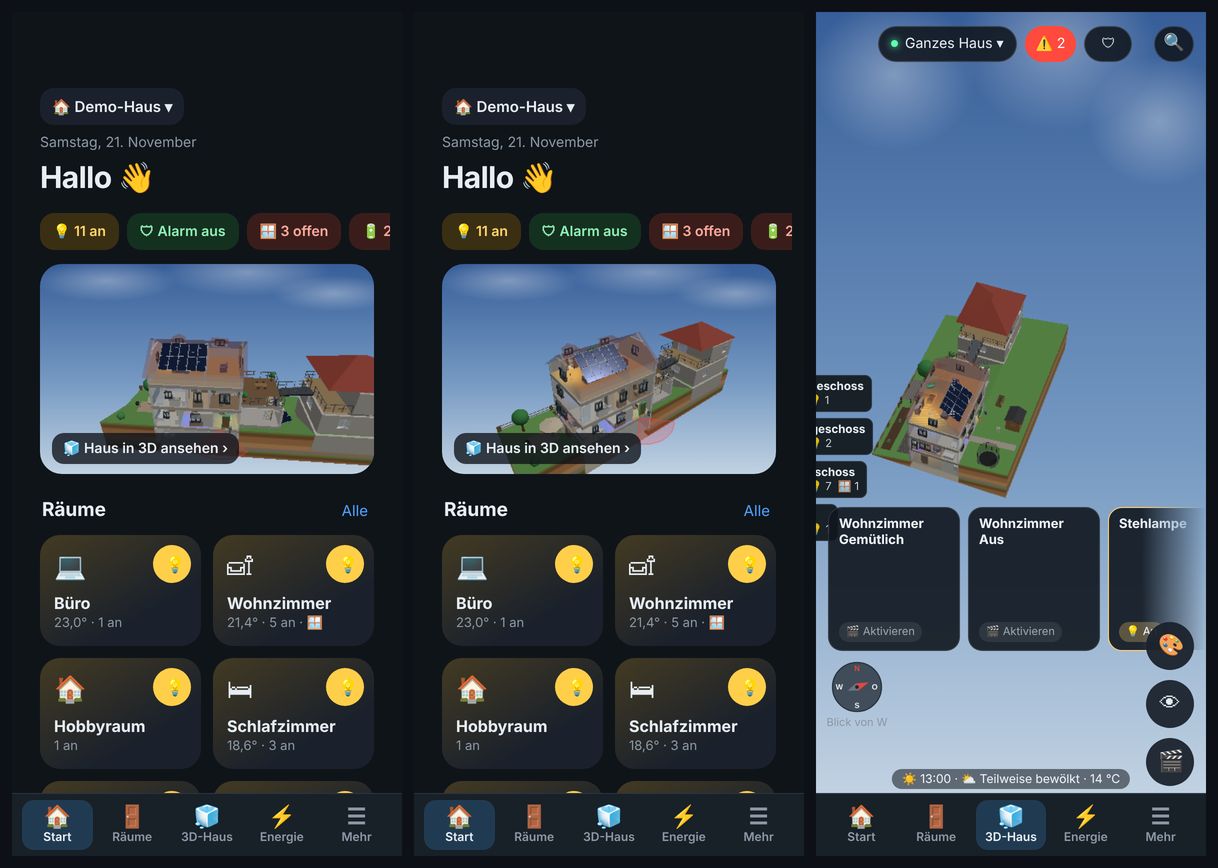 Demo-Haus ▾
Samstag, 21. November
Hallo 👋
11 an
Alarm aus
3 offen
2
Haus in 3D ansehen ›
Räume
Alle
Büro
23,0° · 1 an
Wohnzimmer
21,4° · 5 an ·
Hobbyraum
1 an
Schlafzimmer
18,6° · 3 an
Start
Räume
3D-Haus
Energie
Mehr
Demo-Haus ▾
Samstag, 21. November
Hallo 👋
11 an
Alarm aus
3 offen
2
Haus in 3D ansehen ›
Räume
Alle
Büro
23,0° · 1 an
Wohnzimmer
21,4° · 5 an ·
Hobbyraum
1 an
Schlafzimmer
18,6° · 3 an
Start
Räume
3D-Haus
Energie
Mehr
Ganzes Haus ▾
2
eschoss
1
geschoss
2
schoss
7 1
Wohnzimmer
Gemütlich
Aktivieren
Wohnzimmer
Aus
Aktivieren
Stehlampe
N
W O
S
Blick von W
13:00 · Teilweise bewölkt · 14 °C
Start
Räume
3D-Haus
Energie
Mehr